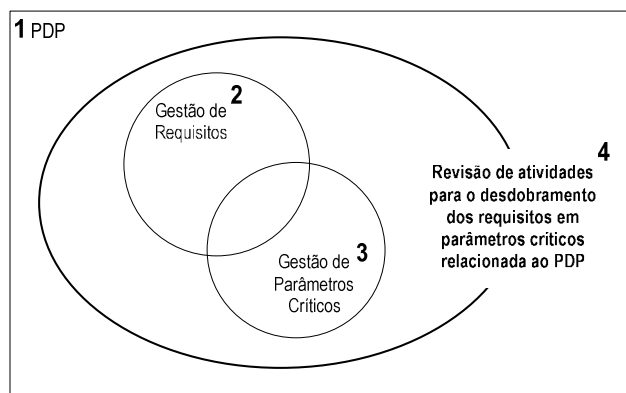 1 PDP
2
Gestão de
Requisitos
4
Revisão de atividades
para o desdobramento
dos requisitos em
parâmetros críticos
relacionada ao PDP
3
Gestão de
Parâmetros
Críticos